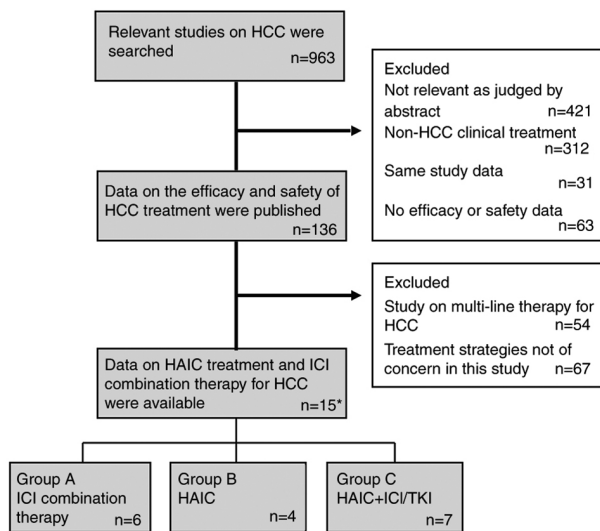 Relevant studies on HCC were
searched
n=963
Excluded
Not relevant as judged by
abstract
n=421
Non-HCC clinical treatment
n=312
Same study data
n=31
No efficacy or safety data
n=63
Data on the efficacy and safety of
HCC treatment were published
n=136
Excluded
Study on multi-line therapy for
HCC
n=54
Treatment strategies not of
concern in this study
n=67
Data on HAIC treatment and ICI
combination therapy for HCC
were available
n=15*
Group A
ICI combination
therapy
n=6
Group B
HAIC
n=4
Group C
HAIC+ICI/TKI
n=7